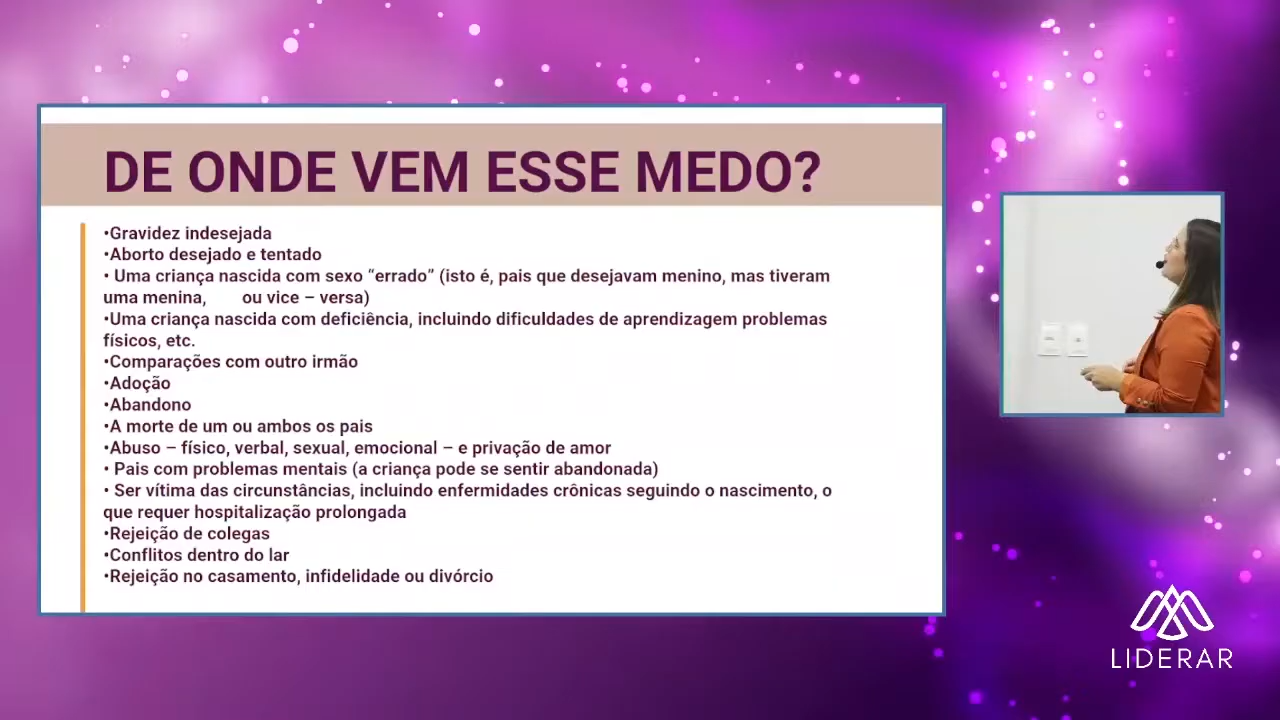 DE ONDE VEM ESSE MEDO?
•Gravidez indesejada
•Aborto desejado e tentado
• Uma criança nascida com sexo “errado” (isto é, pais que desejavam menino, mas tiveram
uma menina, ou vice – versa)
•Uma criança nascida com deficiência, incluindo dificuldades de aprendizagem problemas
físicos, etc.
•Comparações com outro irmão
•Adoção
•Abandono
•A morte de um ou ambos os pais
•Abuso – físico, verbal, sexual, emocional – e privação de amor
• Pais com problemas mentais (a criança pode se sentir abandonada)
• Ser vítima das circunstâncias, incluindo enfermidades crônicas seguindo o nascimento, o
que requer hospitalização prolongada
•Rejeição de colegas
•Conflitos dentro do lar
•Rejeição no casamento, infidelidade ou divórcio
LIDERAR